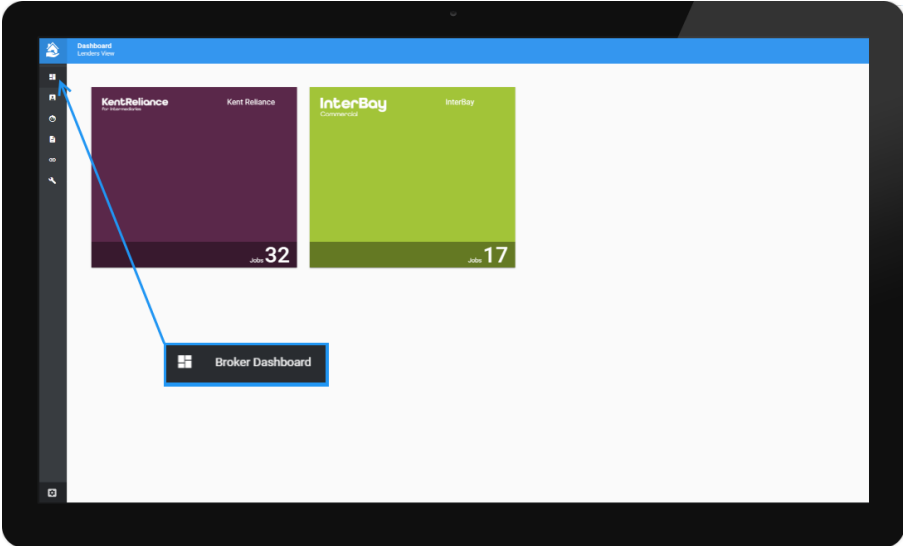 Dashboard
Lenders View
KentReliance
For Intermediaries
Kent Reliance
InterBay
Commercial
InterBay
Jobs 32
Jobs 17
Broker Dashboard